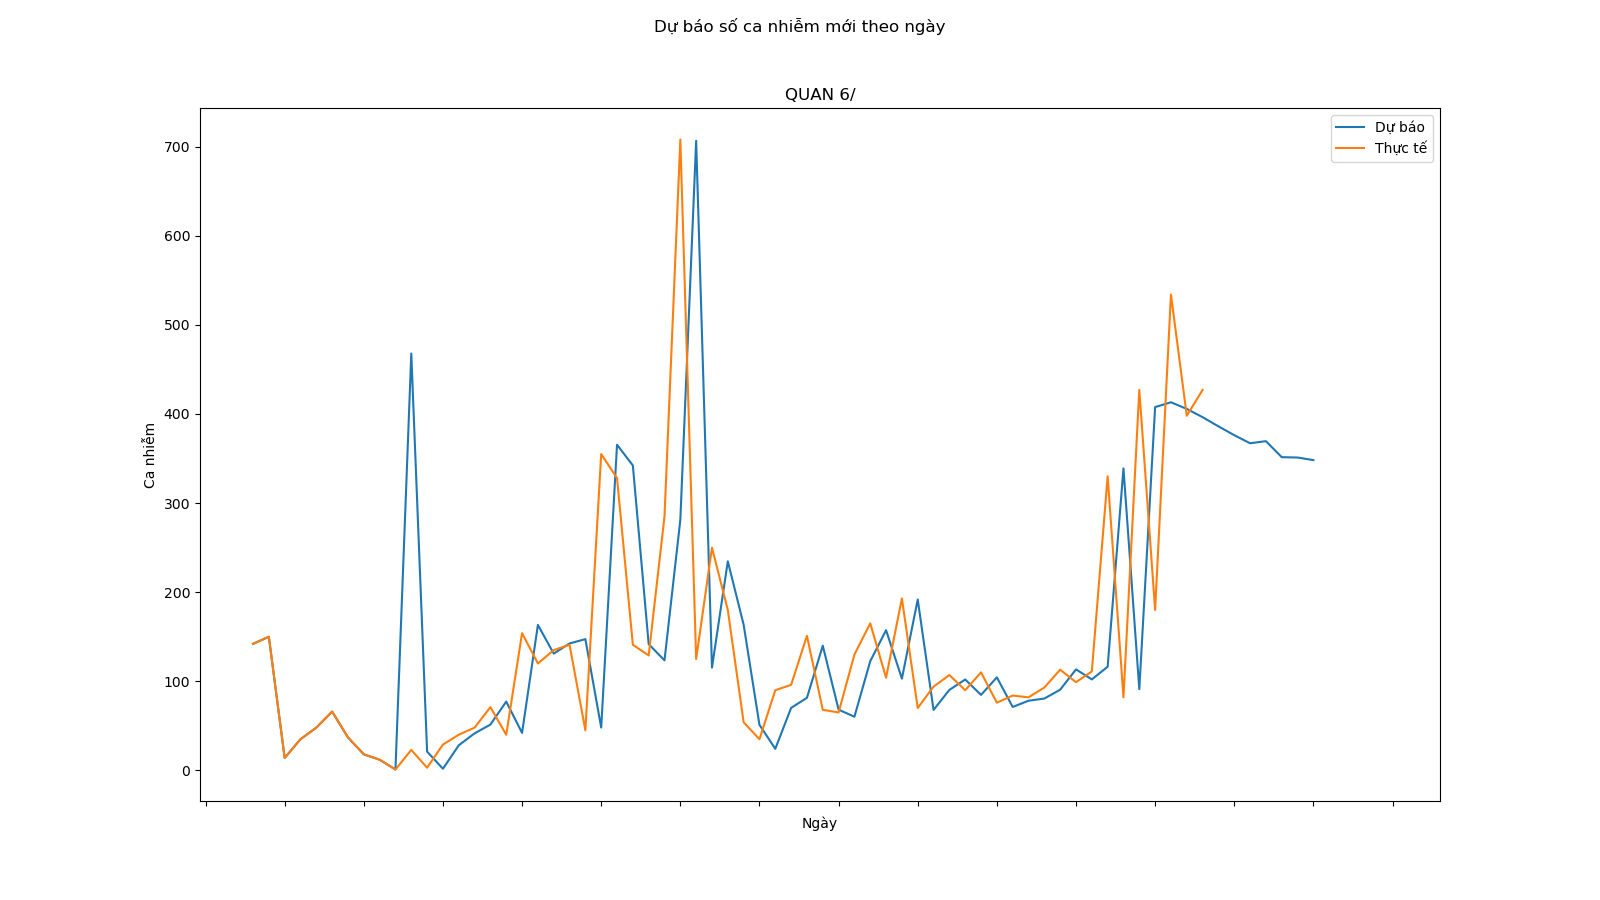 Dự báo số ca nhiễm mới theo ngày
QUAN 6/
Dự báo
Thực tế
700
600
500
400
300
200
100
0
Ca nhiễm
Ngày